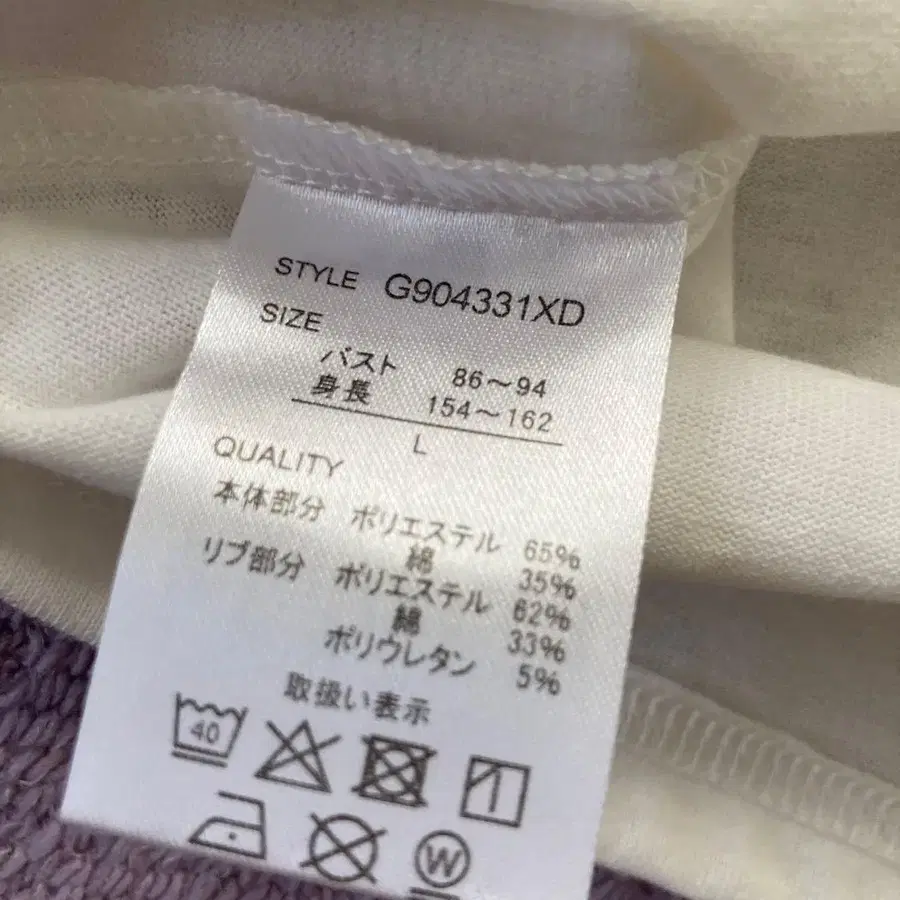 STYLE G904331XD
SIZE
バスト 86～94
身長 154～162
L
QUALITY
本体部分 ポリエステル 65%
綿 35%
リブ部分 ポリエステル 62%
綿 33%
ポリウレタン 5%
取扱い表示
40
W